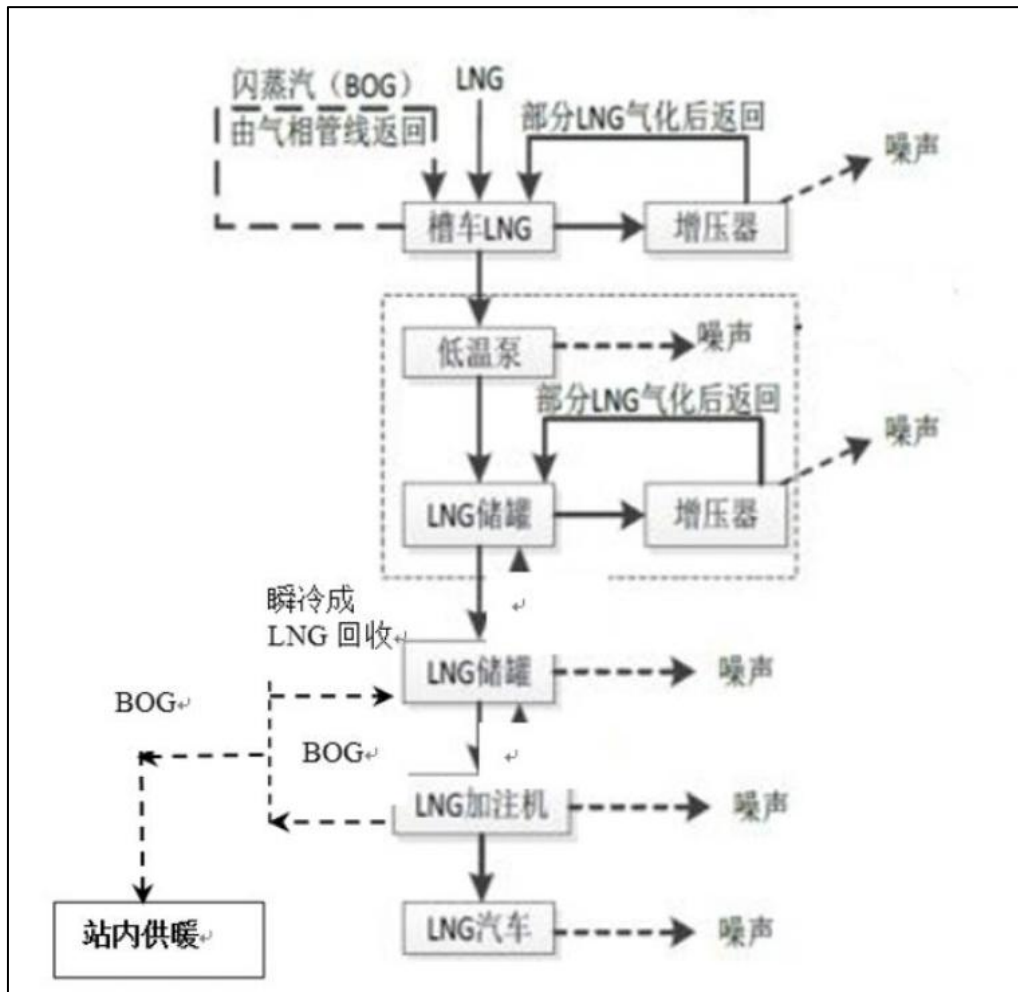 闪蒸汽（BOG）
由气相管线返回
LNG
部分LNG气化后返回
噪声
槽车LNG
增压器
低温泵
噪声
部分LNG气化后返回
噪声
LNG储罐
增压器
瞬冷成
LNG 回收
LNG储罐
噪声
BOG
BOG
LNG加注机
噪声
站内供暖
LNG汽车
噪声